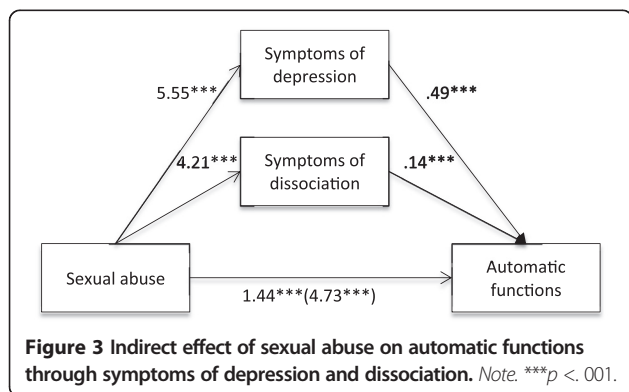 Symptoms of
depression
5.55***
.49***
4.21***
Symptoms of
dissociation
.14***
Sexual abuse
Automatic
functions
1.44***(4.73***)
Figure 3 Indirect effect of sexual abuse on automatic functions
through symptoms of depression and dissociation. Note. ***p <. 001.